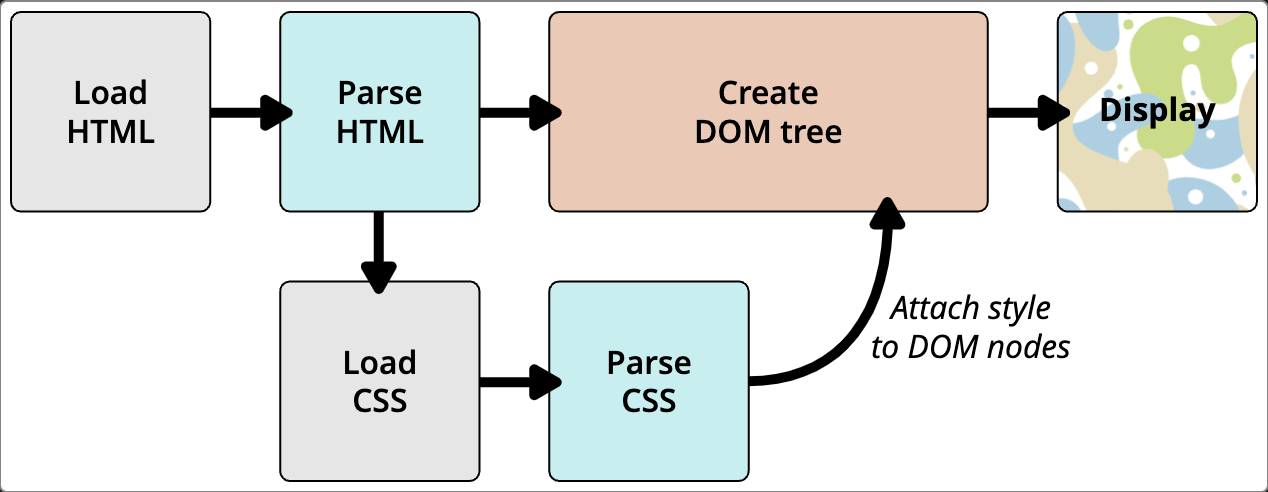 Load
HTML
Parse
HTML
Create
DOM tree
Display
Load
CSS
Parse
CSS
Attach style
to DOM nodes